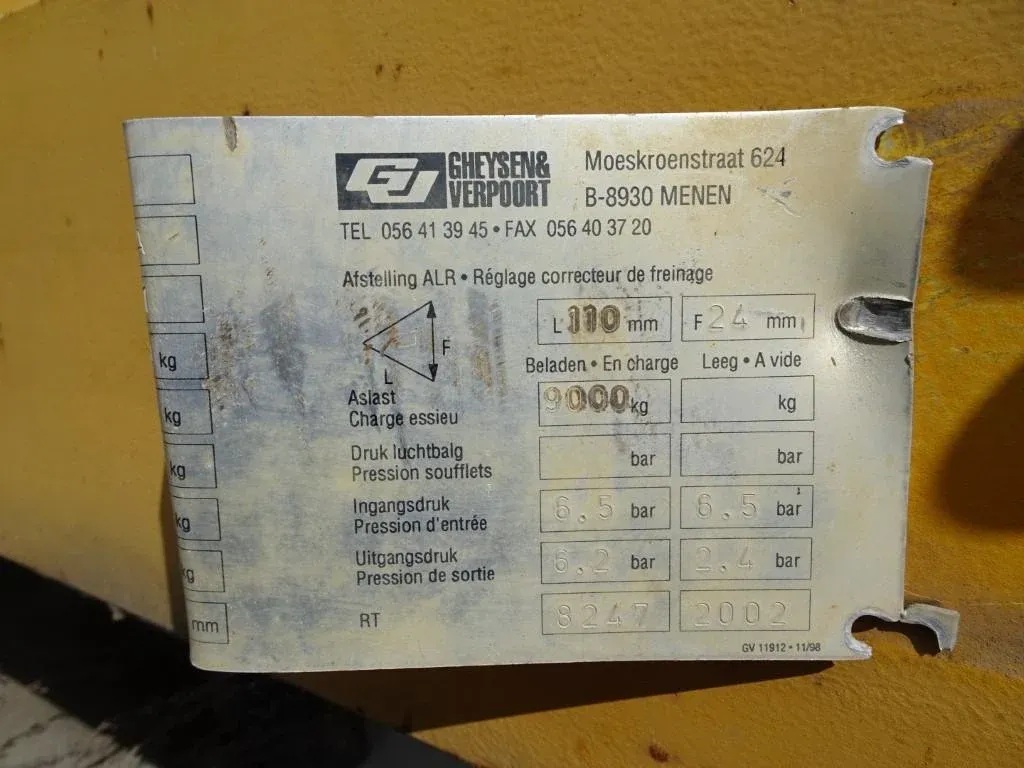 GV GHEYSEN& VERPOORT
Moeskroenstraat 624
B-8930 MENEN
TEL 056 41 39 45 • FAX 056 40 37 20
Afstelling ALR • Réglage correcteur de freinage
L 110 mm F 24 mm
F
L
Beladen • En charge Leeg • A vide
Aslast
Charge essieu
9000 kg kg
Druk luchtbalg
Pression soufflets
bar bar
Ingangsdruk
Pression d'entrée
6.5 bar 6.5 bar
Uitgangsdruk
Pression de sortie
6.2 bar 2.4 bar
RT 8247 2002
GV 11912 • 11/98
kg
kg
kg
kg
kg
mm